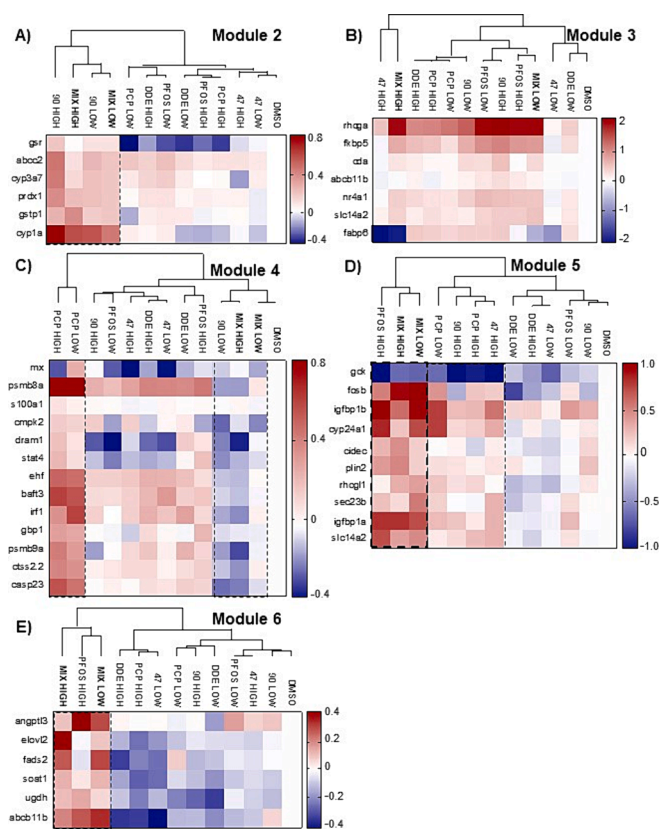 A) Module 2
90 HIGH
MIX HIGH
90 LOW
MIX LOW
PCP LOW
DDE HIGH
PFOS LOW
DDE LOW
PFOS HIGH
PCP HIGH
47 HIGH
47 LOW
DMSO
gsr
abcc2
cyp3a7
prdx1
gstp1
cyp1a
0.8
0.4
0
-0.4
B) Module 3
47 HIGH
MIX HIGH
DDE HIGH
PCP HIGH
PCP LOW
90 LOW
PFOS LOW
90 HIGH
PFOS HIGH
MIX LOW
47 LOW
DDE LOW
DMSO
rhcga
fkbp5
cda
abcb11b
nr4a1
slc14a2
fabp6
2
1
0
-1
-2
C) Module 4
PCP HIGH
PCP LOW
90 HIGH
PFOS LOW
47 HIGH
DDE HIGH
47 LOW
DDE LOW
PFOS HIGH
90 LOW
MIX HIGH
MIX LOW
DMSO
mx
psmb8a
s100a1
cmpk2
dram1
stat4
ehf
batf3
irf1
gbp1
psmb9a
ctss2.2
casp23
0.8
0.4
0
-0.4
D) Module 5
PFOS HIGH
MIX HIGH
MIX LOW
PCP LOW
90 HIGH
PCP HIGH
47 HIGH
DDE LOW
DDE HIGH
47 LOW
PFOS LOW
90 LOW
DMSO
gck
fosb
igfbp1b
cyp24a1
cidec
plin2
rhcgl1
sec23b
igfbp1a
slc14a2
1.0
0.5
0
-0.5
-1.0
E) Module 6
MIX HIGH
PFOS HIGH
MIX LOW
DDE HIGH
PCP HIGH
47 LOW
PCP LOW
90 HIGH
DDE LOW
PFOS LOW
47 HIGH
90 LOW
DMSO
angptl3
elovl2
fads2
soat1
ugdh
abcb11b
0.4
0.2
0
-0.2
-0.4